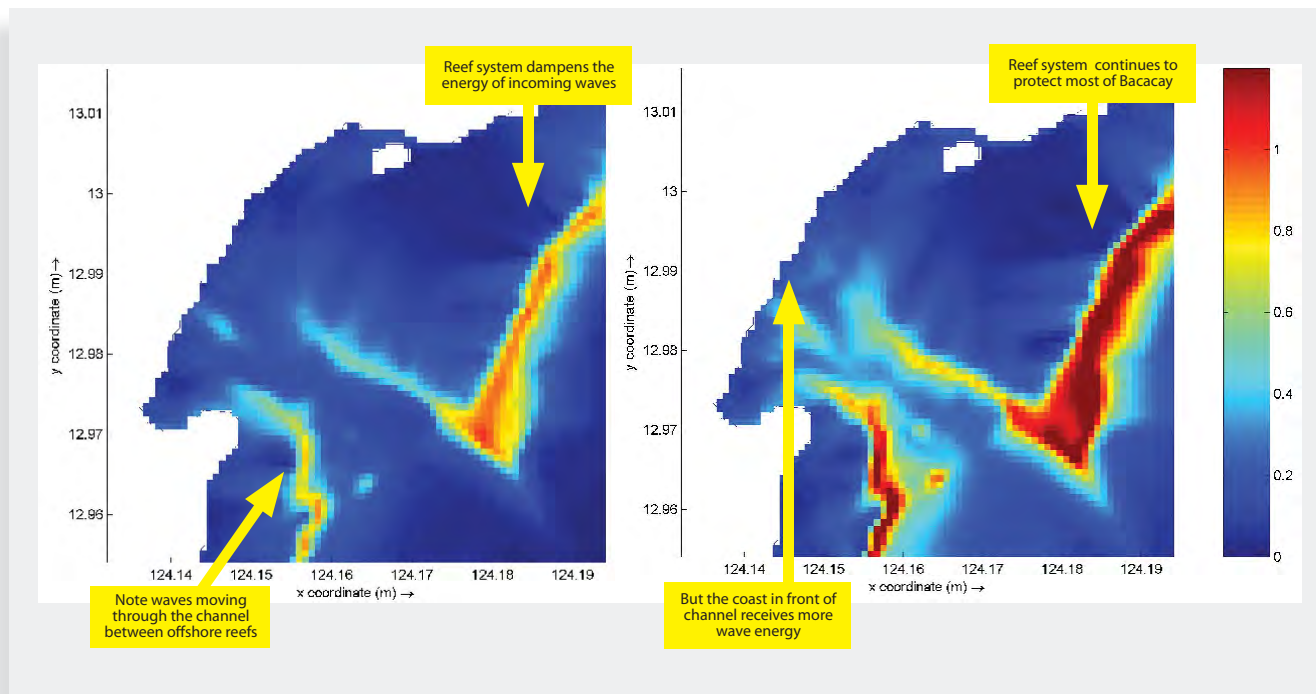 Reef system dampens the
energy of incoming waves
Reef system continues to
protect most of Bacacay
13.01
13
12.99
12.98
12.97
12.96
y coordinate (m) →
124.14
124.15
124.16
124.17
124.18
124.19
x coordinate (m) →
Note waves moving
through the channel
between offshore reefs
13.01
13
12.99
12.98
12.97
12.96
y coordinate (m) →
124.14
124.15
124.16
124.17
124.18
124.19
x coordinate (m) →
But the coast in front of
channel receives more
wave energy
1
0.8
0.6
0.4
0.2
0